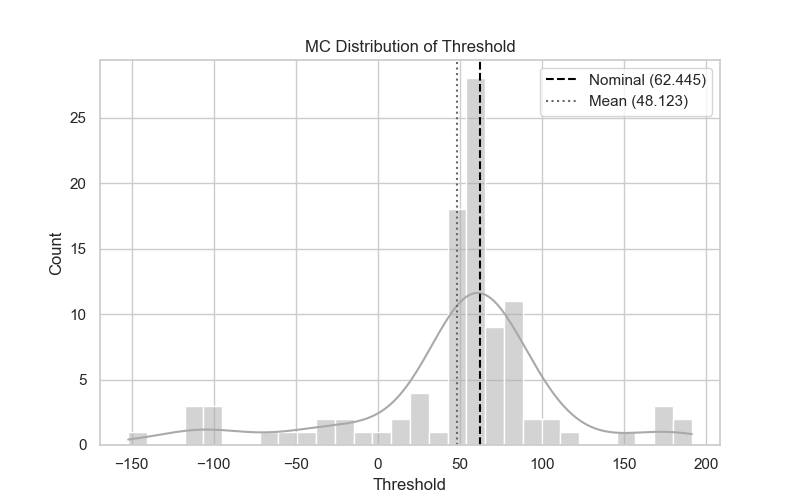 MC Distribution of Threshold
Nominal (62.445)
Mean (48.123)
Count
25
20
15
10
5
0
−150
−100
−50
0
50
100
150
200
Threshold